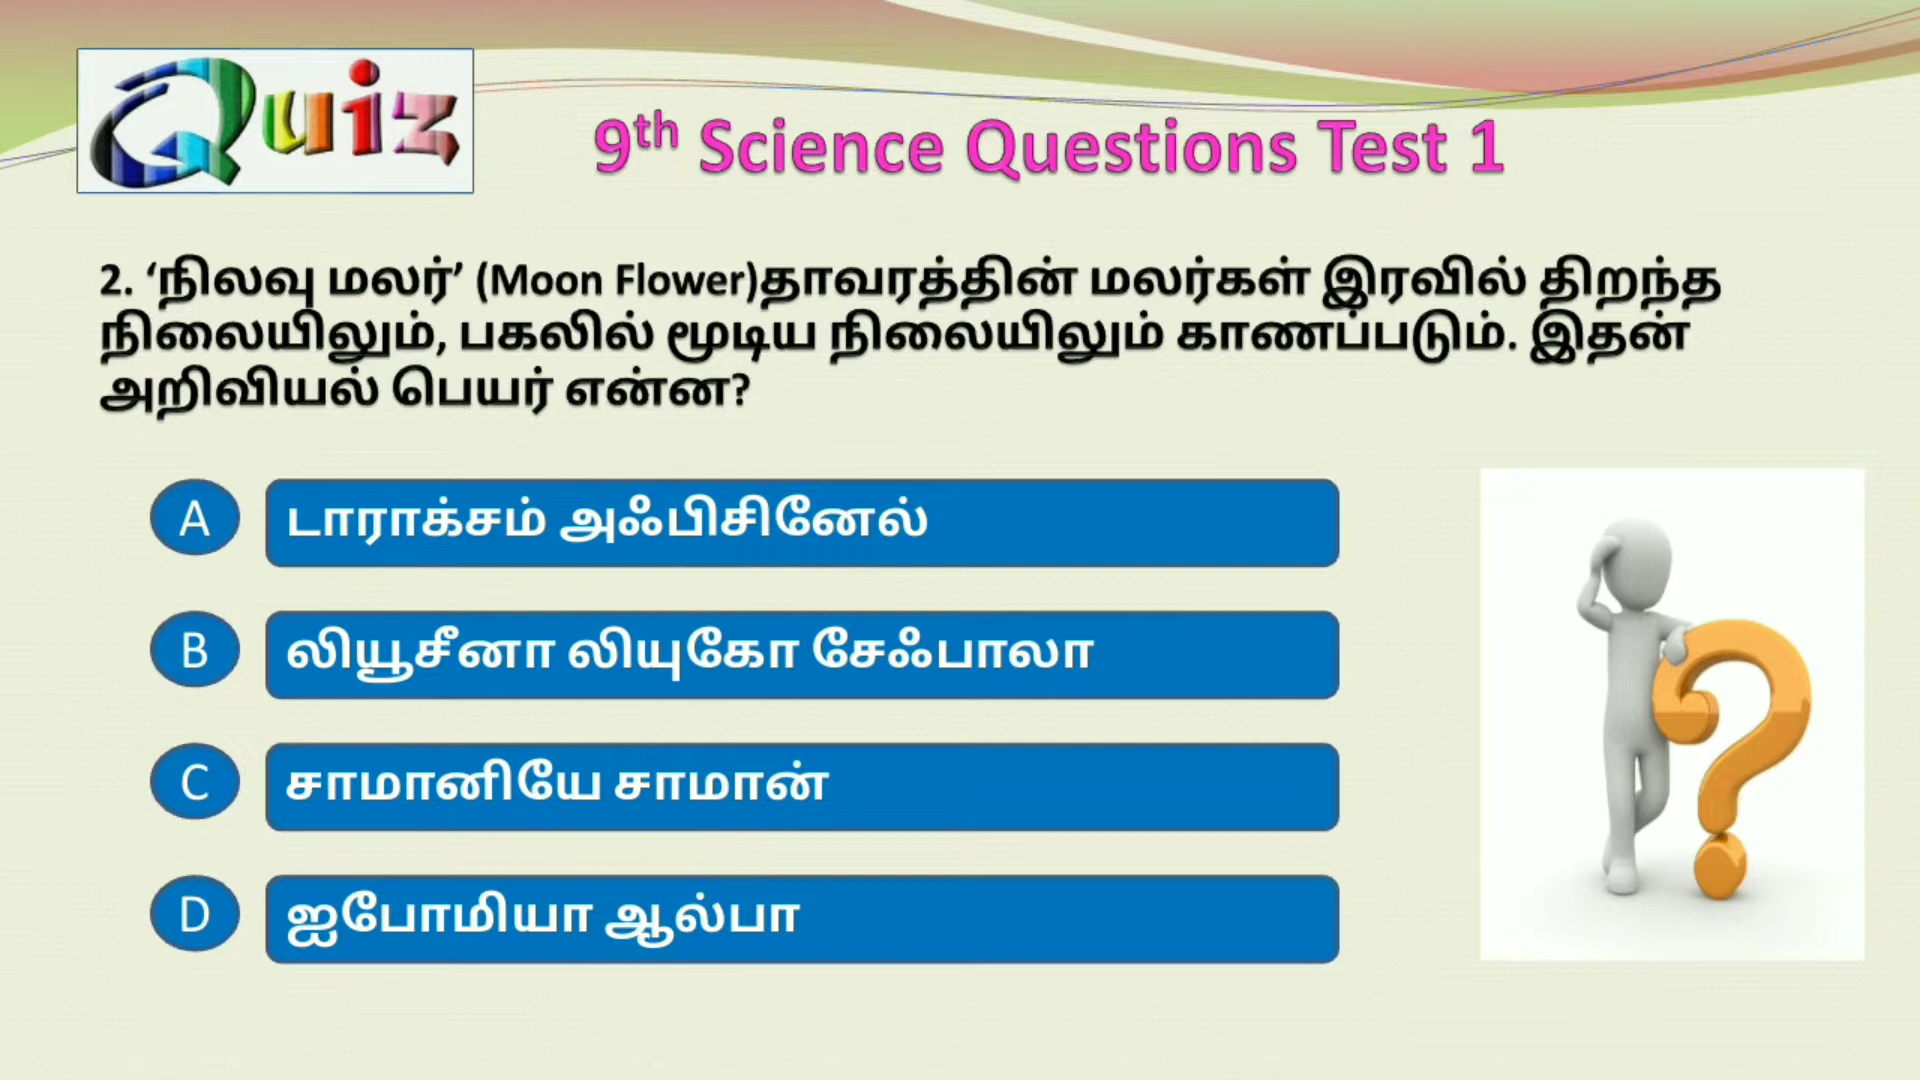 Quiz
9th Science Questions Test 1
2. ‘நிலவு மலர்’ (Moon Flower)தாவரத்தின் மலர்கள் இரவில் திறந்த
நிலையிலும், பகலில் மூடிய நிலையிலும் காணப்படும். இதன்
அறிவியல் பெயர் என்ன?
A டாராக்சம் அஃபிசினேல்
B லியூசீனா லியுகோ சேஃபாலா
C சாமானியே சாமான்
D ஐபோமியா ஆல்பா